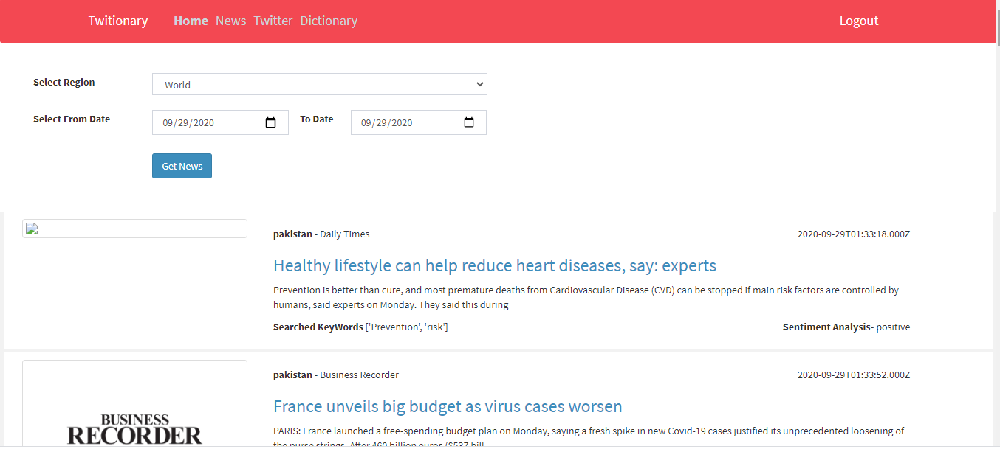 Twitionary Home News Twitter Dictionary Logout
Select Region World
Select From Date 09/29/2020 To Date 09/29/2020
Get News
pakistan - Daily Times 2020-09-29T01:33:18.000Z
Healthy lifestyle can help reduce heart diseases, say: experts
Prevention is better than cure, and most premature deaths from Cardiovascular Disease (CVD) can be stopped if main risk factors are controlled by
humans, said experts on Monday. They said this during
Searched KeyWords ['Prevention', 'risk'] Sentiment Analysis- positive
pakistan - Business Recorder 2020-09-29T01:33:52.000Z
France unveils big budget as virus cases worsen
BUSINESS
RECORDER
PARIS: France launched a free-spending budget plan on Monday, saying a fresh spike in new Covid-19 cases justified its unprecedented loosening of
the purse strings. After 460 billion euros ($537 bill